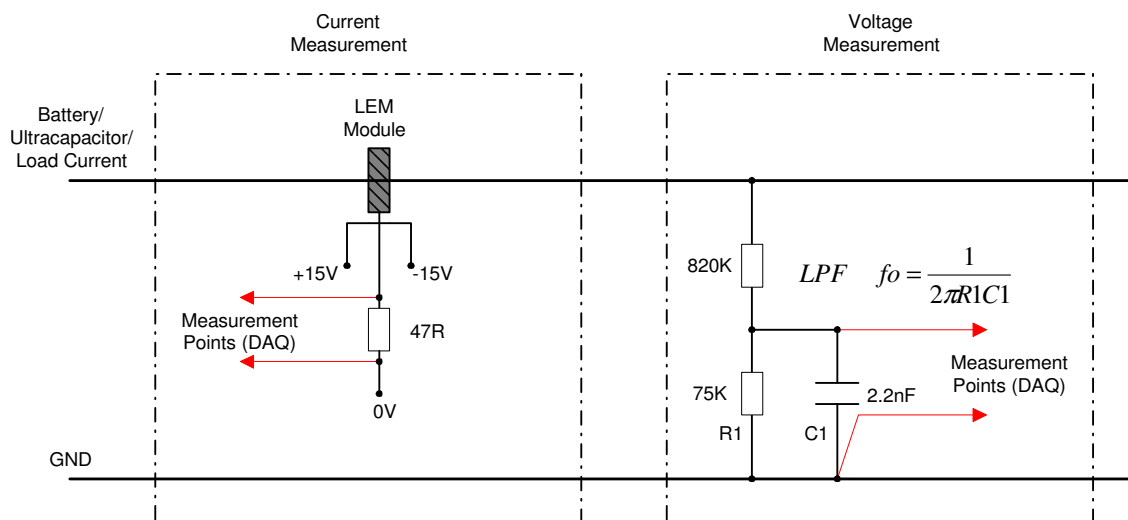 Current
Measurement
Voltage
Measurement
LEM
Module
Battery/
Ultracapacitor/
Load Current
+15V
-15V
820K
LPF fo = 1 / 2πR1C1
Measurement
Points (DAQ)
47R
Measurement
Points (DAQ)
75K
2.2nF
0V
R1
C1
GND